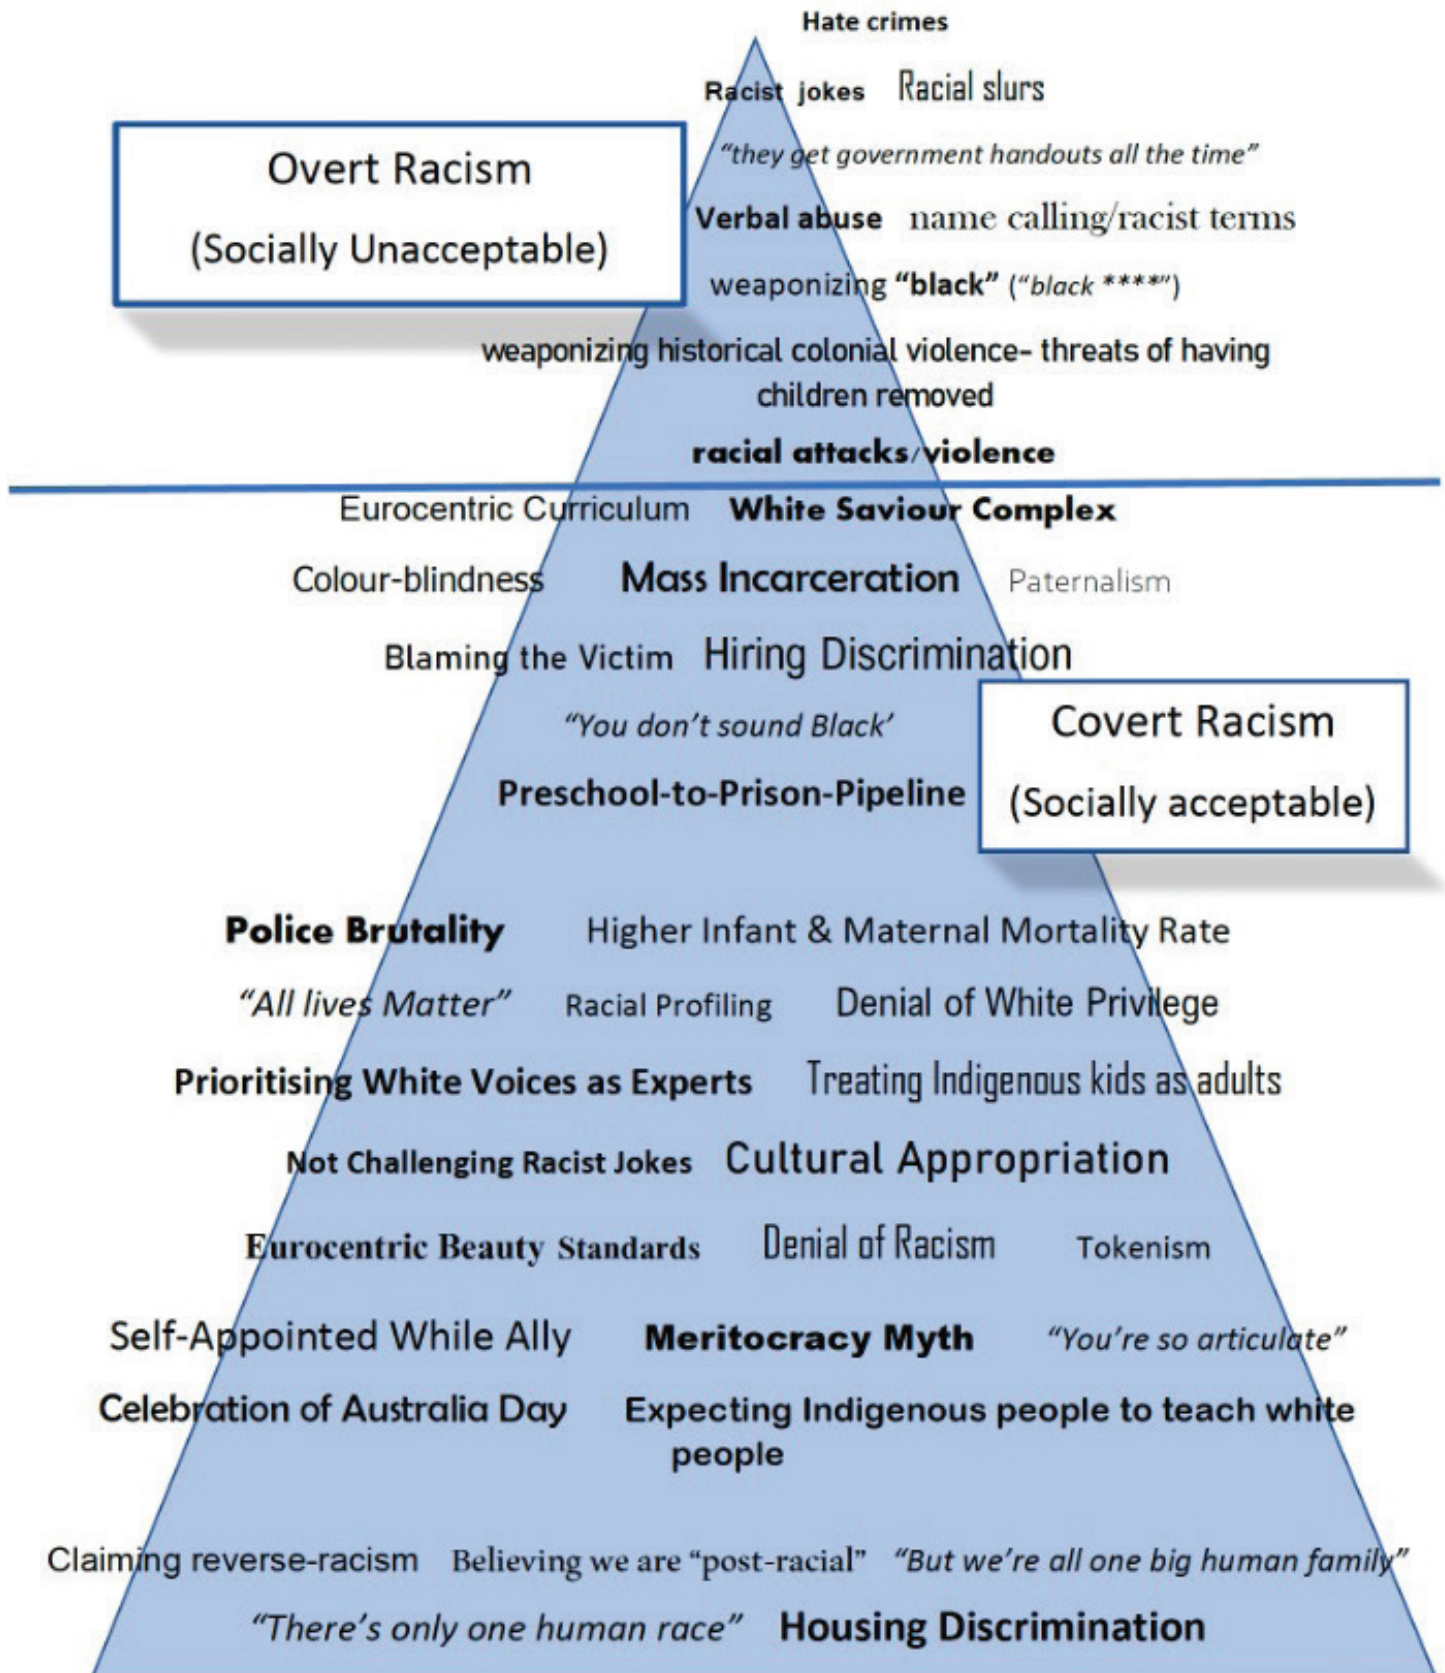 Hate crimes
Racist jokes Racial slurs
Overt Racism
(Socially Unacceptable)
“they get government handouts all the time”
Verbal abuse name calling/racist terms
weaponizing “black” (“black ****”)
weaponizing historical colonial violence- threats of having
children removed
racial attacks/violence
Eurocentric Curriculum White Saviour Complex
Colour-blindness Mass Incarceration Paternalism
Blaming the Victim Hiring Discrimination
“You don’t sound Black’
Covert Racism
(Socially acceptable)
Preschool-to-Prison-Pipeline
Police Brutality Higher Infant & Maternal Mortality Rate
“All lives Matter” Racial Profiling Denial of White Privilege
Prioritising White Voices as Experts Treating Indigenous kids as adults
Not Challenging Racist Jokes Cultural Appropriation
Eurocentric Beauty Standards Denial of Racism Tokenism
Self-Appointed While Ally Meritocracy Myth “You’re so articulate”
Celebration of Australia Day Expecting Indigenous people to teach white
people
Claiming reverse-racism Believing we are “post-racial” “But we’re all one big human family”
“There’s only one human race” Housing Discrimination